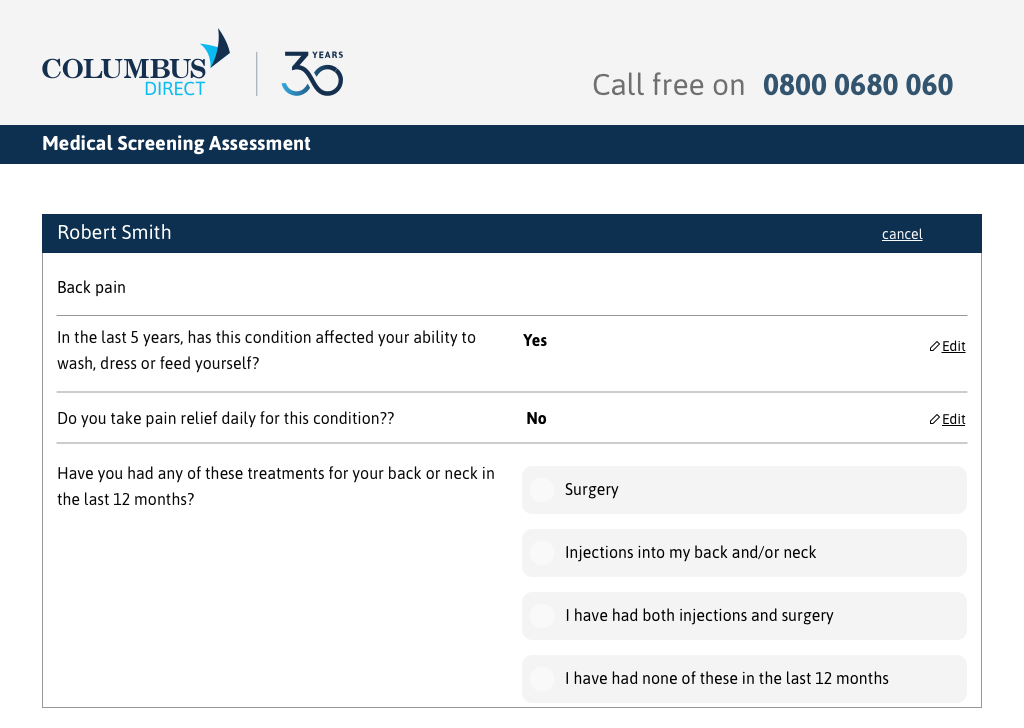 COLUMBUS
DIRECT
30 YEARS
Call free on 0800 0680 060
Medical Screening Assessment
Robert Smith
cancel
Back pain
In the last 5 years, has this condition affected your ability to
wash, dress or feed yourself?
Yes
Edit
Do you take pain relief daily for this condition??
No
Edit
Have you had any of these treatments for your back or neck in
the last 12 months?
Surgery
Injections into my back and/or neck
I have had both injections and surgery
I have had none of these in the last 12 months